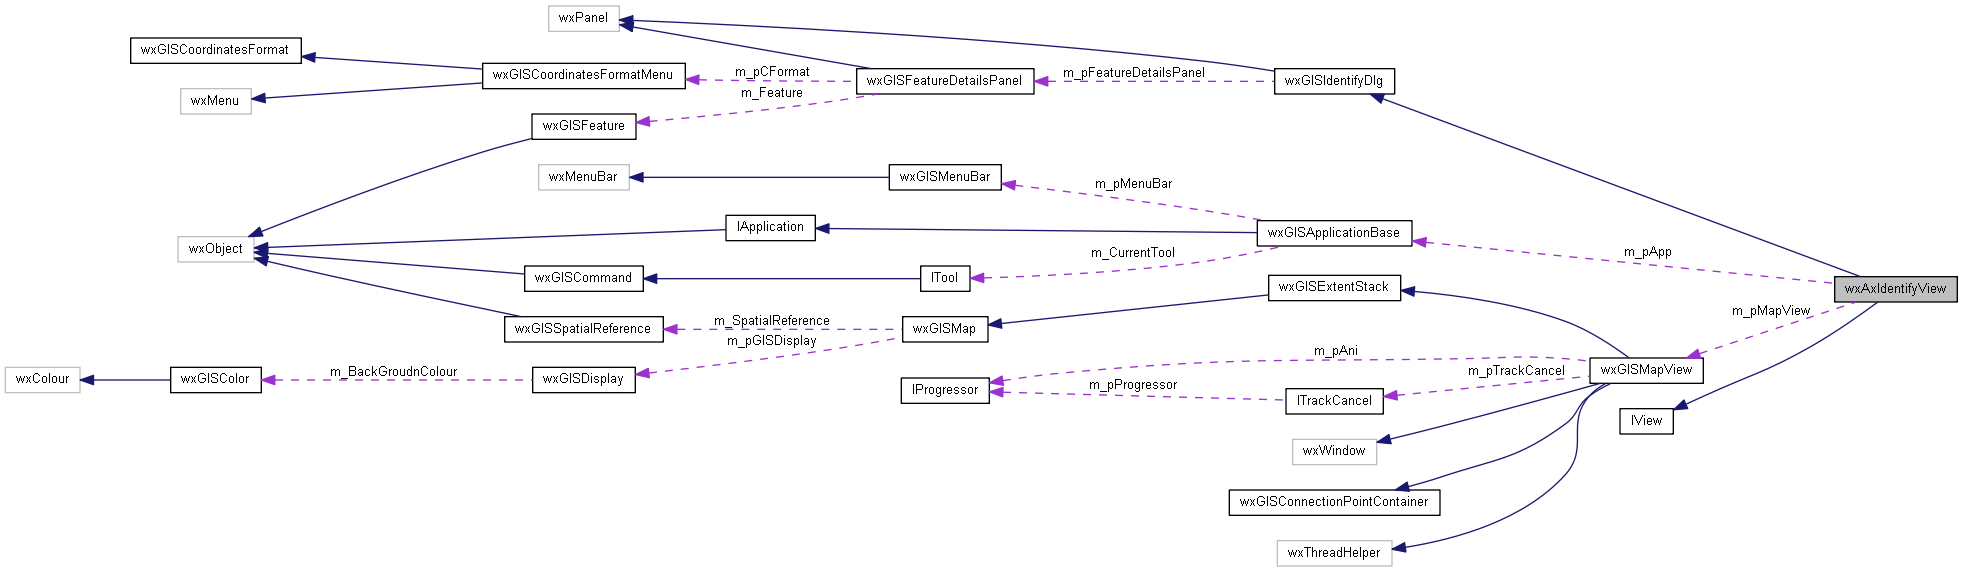 wxPanel
wxGISCoordinatesFormat
wxGISCoordinatesFormatMenu
m_pCFormat
m_pFeatureDetailsPanel
wxGISFeatureDetailsPanel
wxGISIdentifyDlg
wxMenu
m_Feature
wxGISFeature
wxMenuBar
wxGISMenuBar
m_pMenuBar
IApplication
wxGISApplicationBase
wxObject
m_CurrentTool
m_pApp
wxGISCommand
ITool
wxGISExtentStack
wxAxIdentifyView
m_pMapView
wxGISSpatialReference
m_SpatialReference
wxGISMap
m_pGISDisplay
m_pAni
wxColour
wxGISColor
m_BackGroudnColour
wxGISDisplay
IProgressor
m_pProgressor
m_pTrackCancel
wxGISMapView
ITrackCancel
IView
wxWindow
wxGISConnectionPointContainer
wxThreadHelper